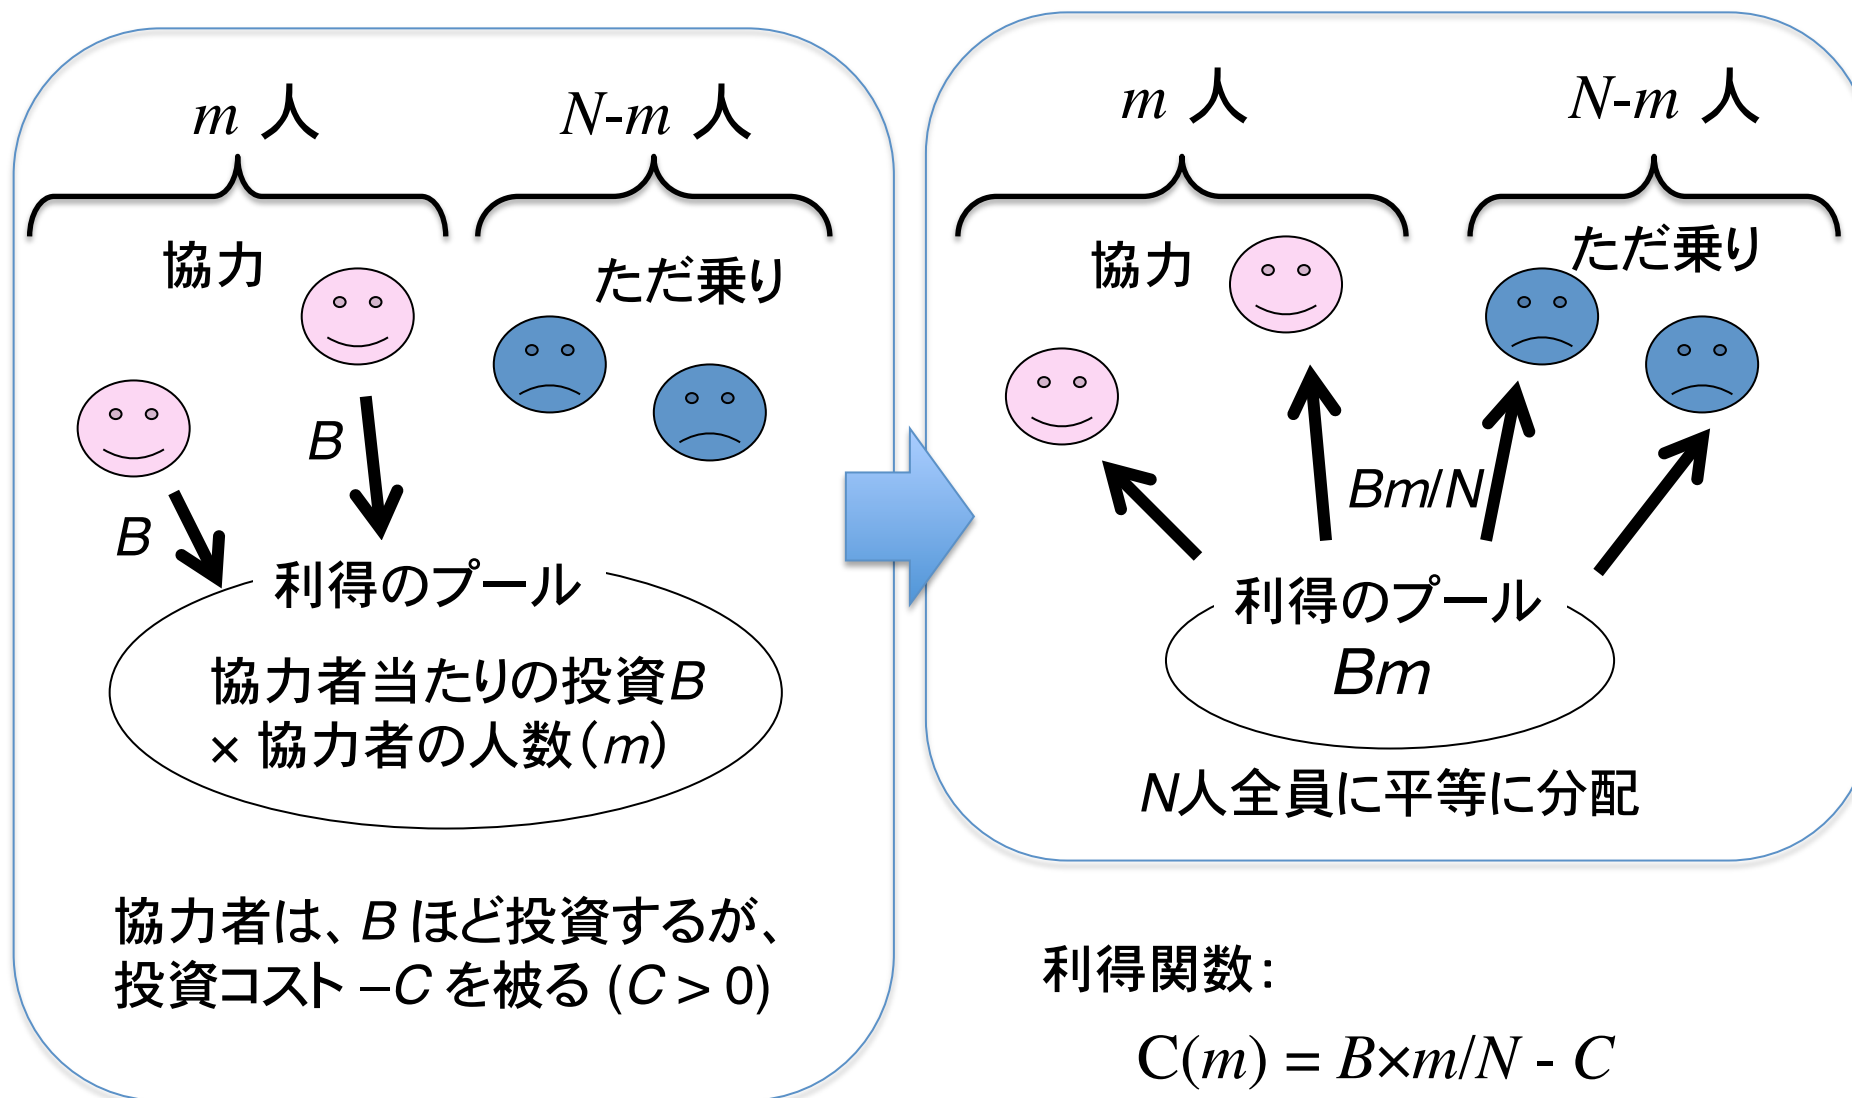 m 人
N-m 人
協力
ただ乗り
B
B
利得のプール
協力者当たりの投資B
× 協力者の人数（m）
協力者は、B ほど投資するが、
投資コスト –C を被る (C > 0)
m 人
N-m 人
協力
ただ乗り
Bm/N
利得のプール
Bm
N人全員に平等に分配
利得関数：
C(m) = B×m/N - C